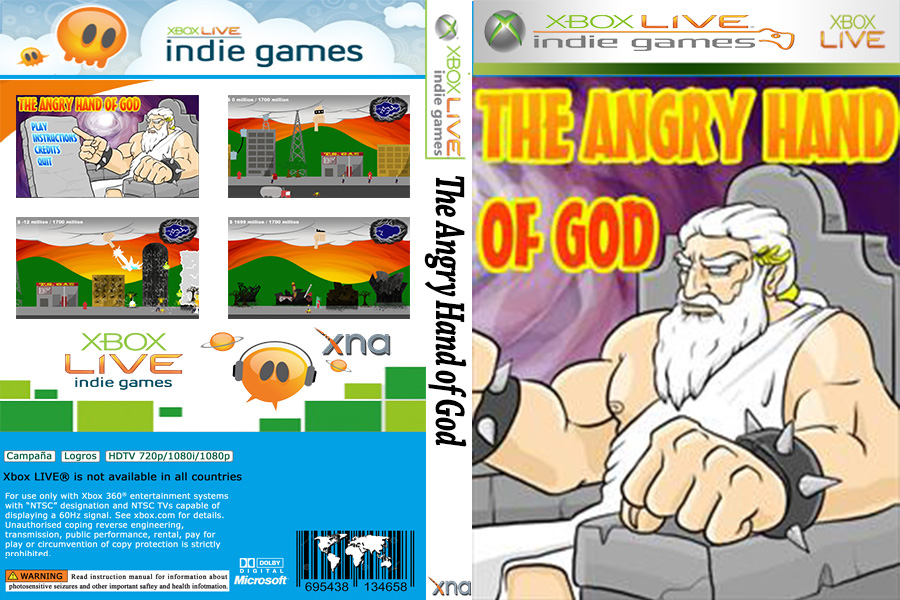 XBOX LIVE
indie games
THE ANGRY HAND OF GOD
PLAY
INSTRUCTIONS
CREDITS
QUIT
$ 0 million / 1700 million
T.N. GAS
$ -12 million / 1700 million
T.N. GAS
$ 1699 million / 1700 million
XBOX
LIVE
indie games
xna
Campaña Logros HDTV 720p/1080i/1080p
Xbox LIVE® is not available in all countries
For use only with Xbox 360® entertainment systems
with “NTSC” designation and NTSC TVs capable of
displaying a 60Hz signal. See xbox.com for details.
Unauthorised coping reverse engineering,
transmission, public performance, rental, pay for
play or circumvention of copy protection is strictly
prohibited.
WARNING Read instruction manual for information about
photosensitive seizures and other important saftey and health infotmation.
DOLBY
DIGITAL
Microsoft
695438 134658
XBOX LIVE
indie games
The Angry Hand of God
xna
XBOX LIVE
indie games
XBOX
LIVE
THE ANGRY HAND
OF GOD